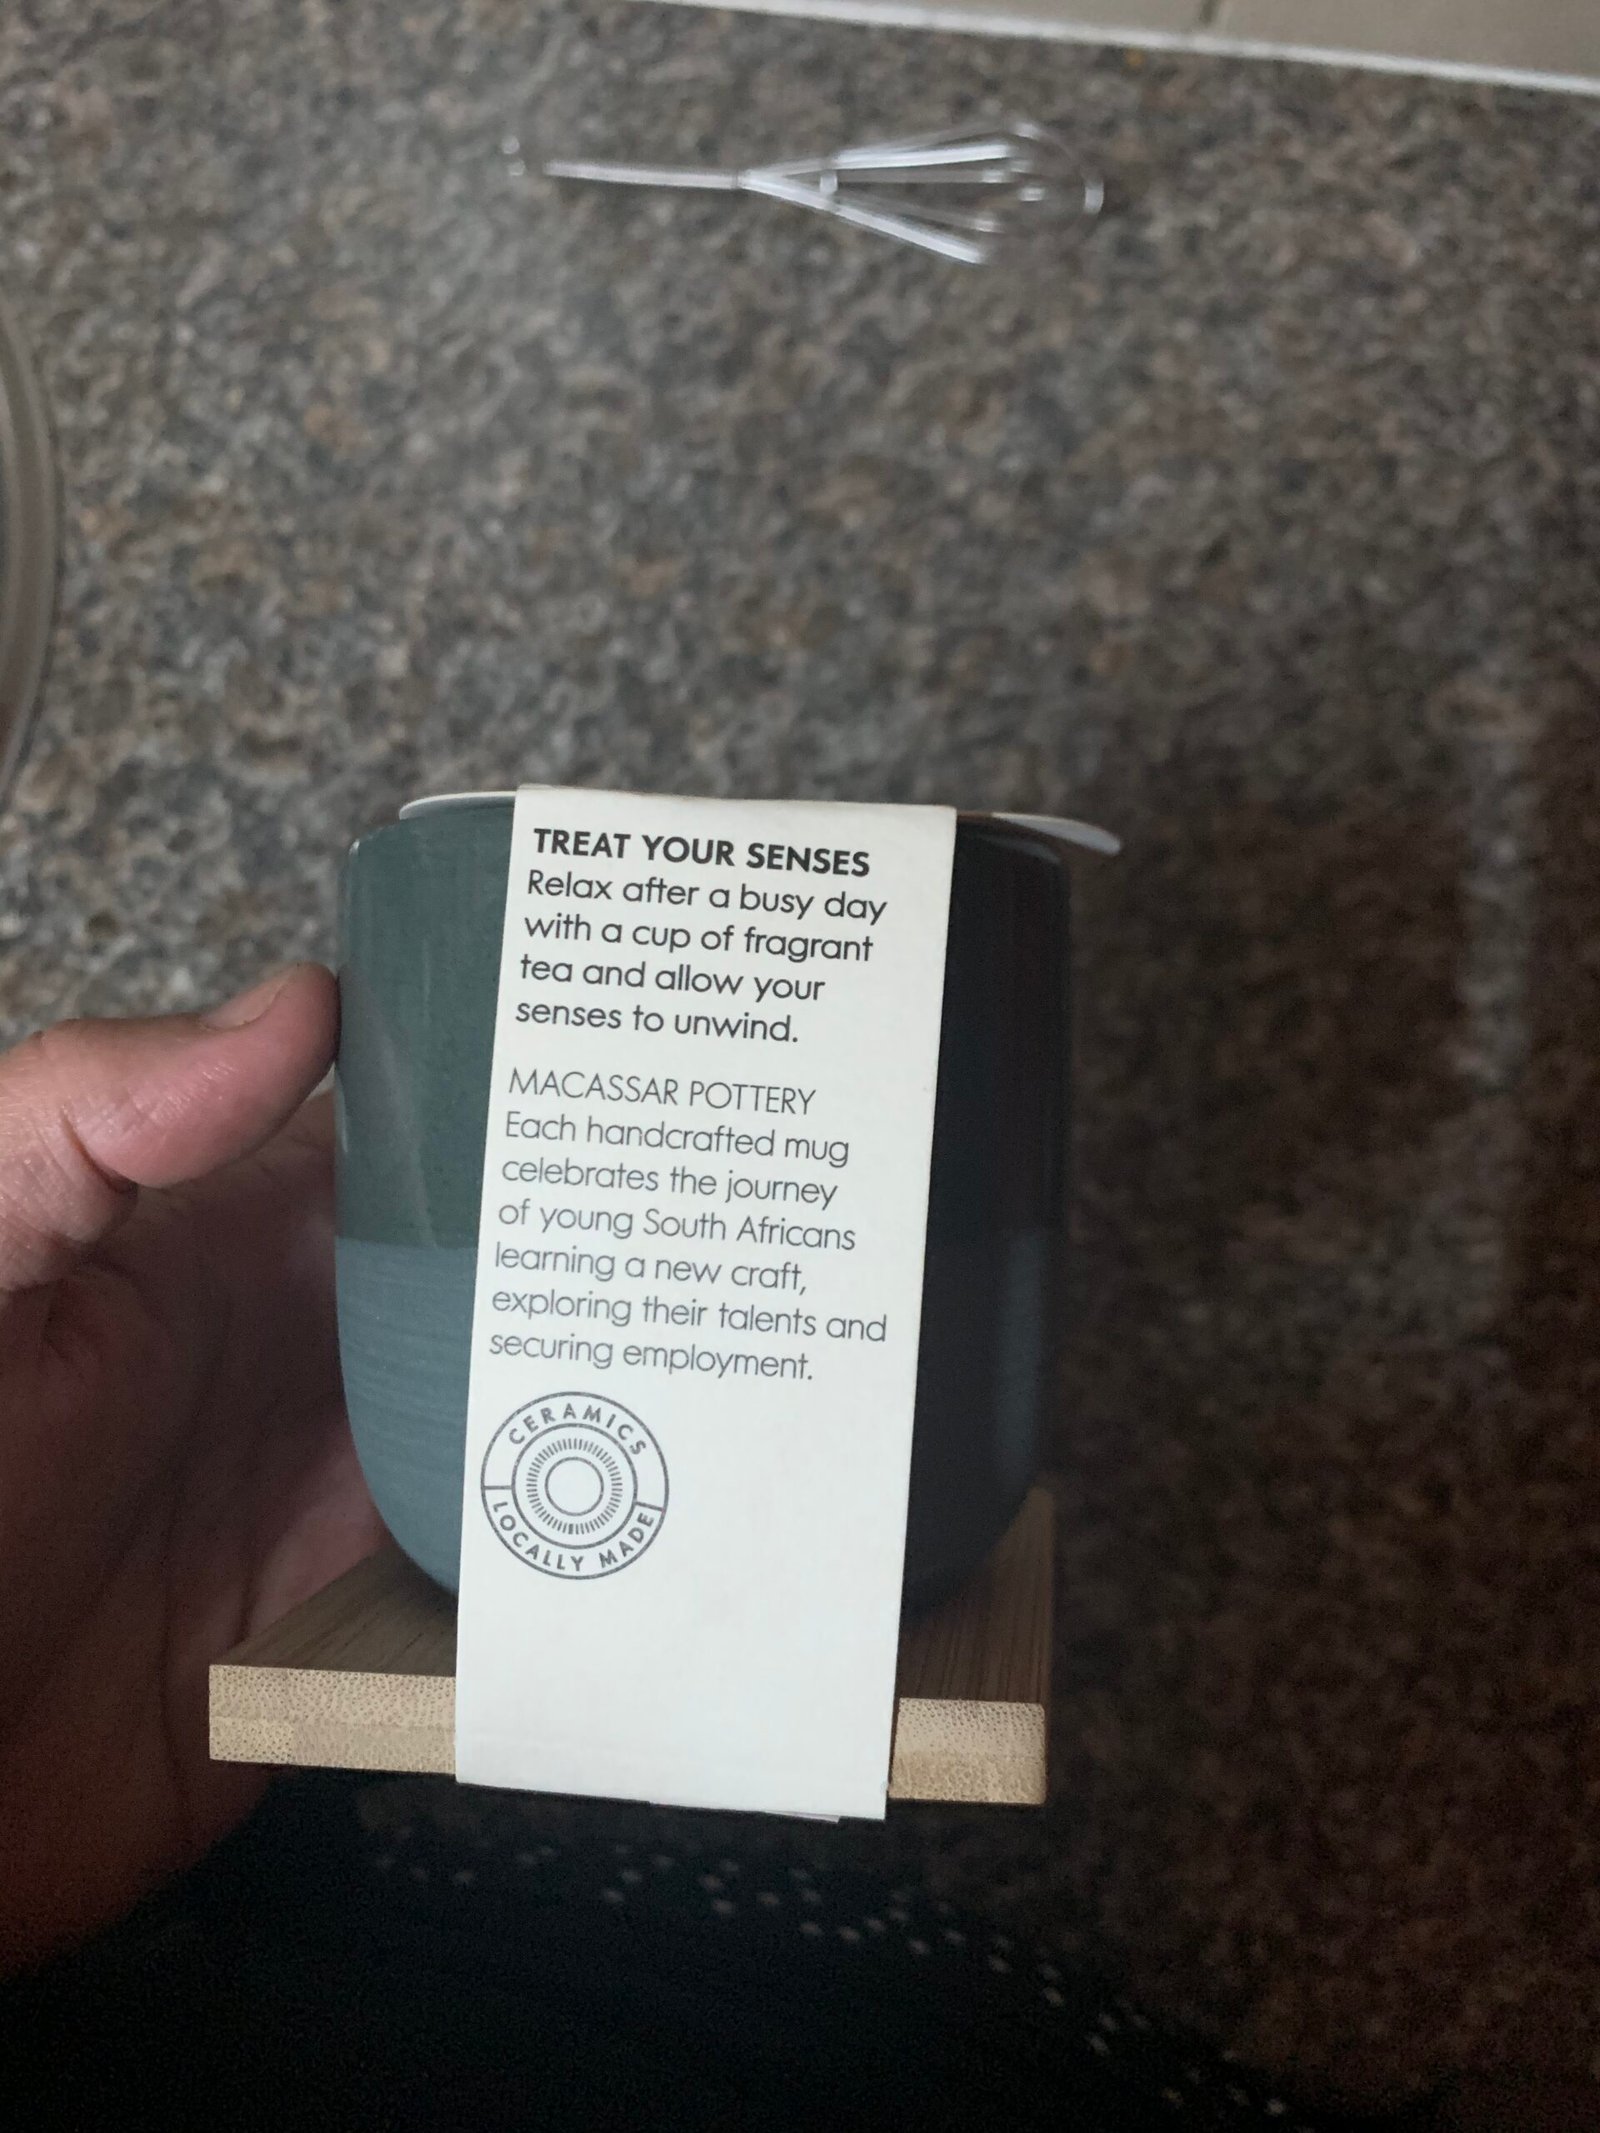 TREAT YOUR SENSES
Relax after a busy day
with a cup of fragrant
tea and allow your
senses to unwind.
MACASSAR POTTERY
Each handcrafted mug
celebrates the journey
of young South Africans
learning a new craft,
exploring their talents and
securing employment.
CERAMICS
LOCALLY MADE